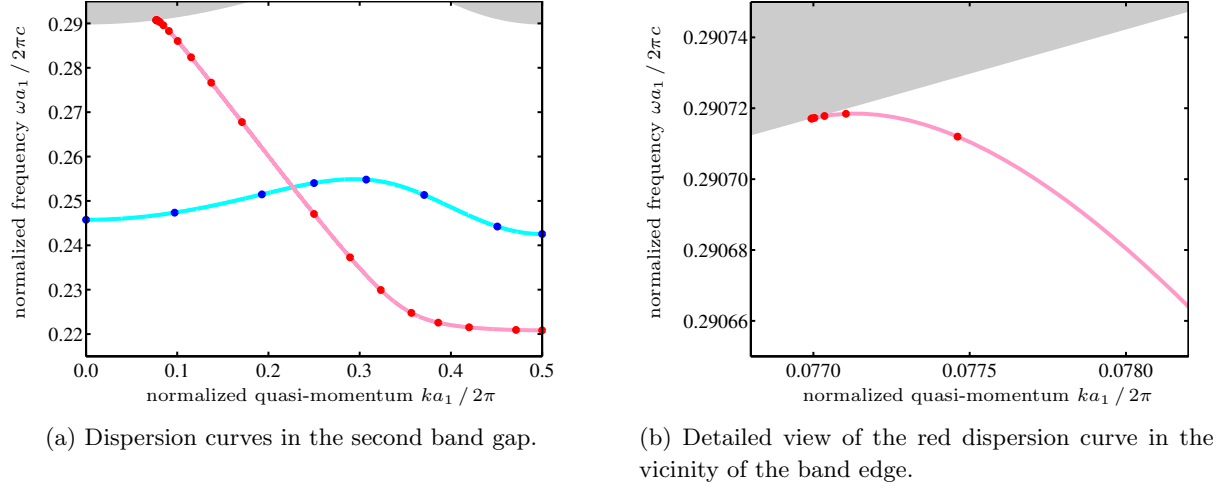 normalized frequency ωa₁ / 2πc
0.29
0.28
0.27
0.26
0.25
0.24
0.23
0.22
0.0 0.1 0.2 0.3 0.4 0.5
normalized quasi-momentum ka₁ / 2π
(a) Dispersion curves in the second band gap.
normalized frequency ωa₁ / 2πc
0.29074
0.29072
0.29070
0.29068
0.29066
0.0770 0.0775 0.0780
normalized quasi-momentum ka₁ / 2π
(b) Detailed view of the red dispersion curve in the
vicinity of the band edge.